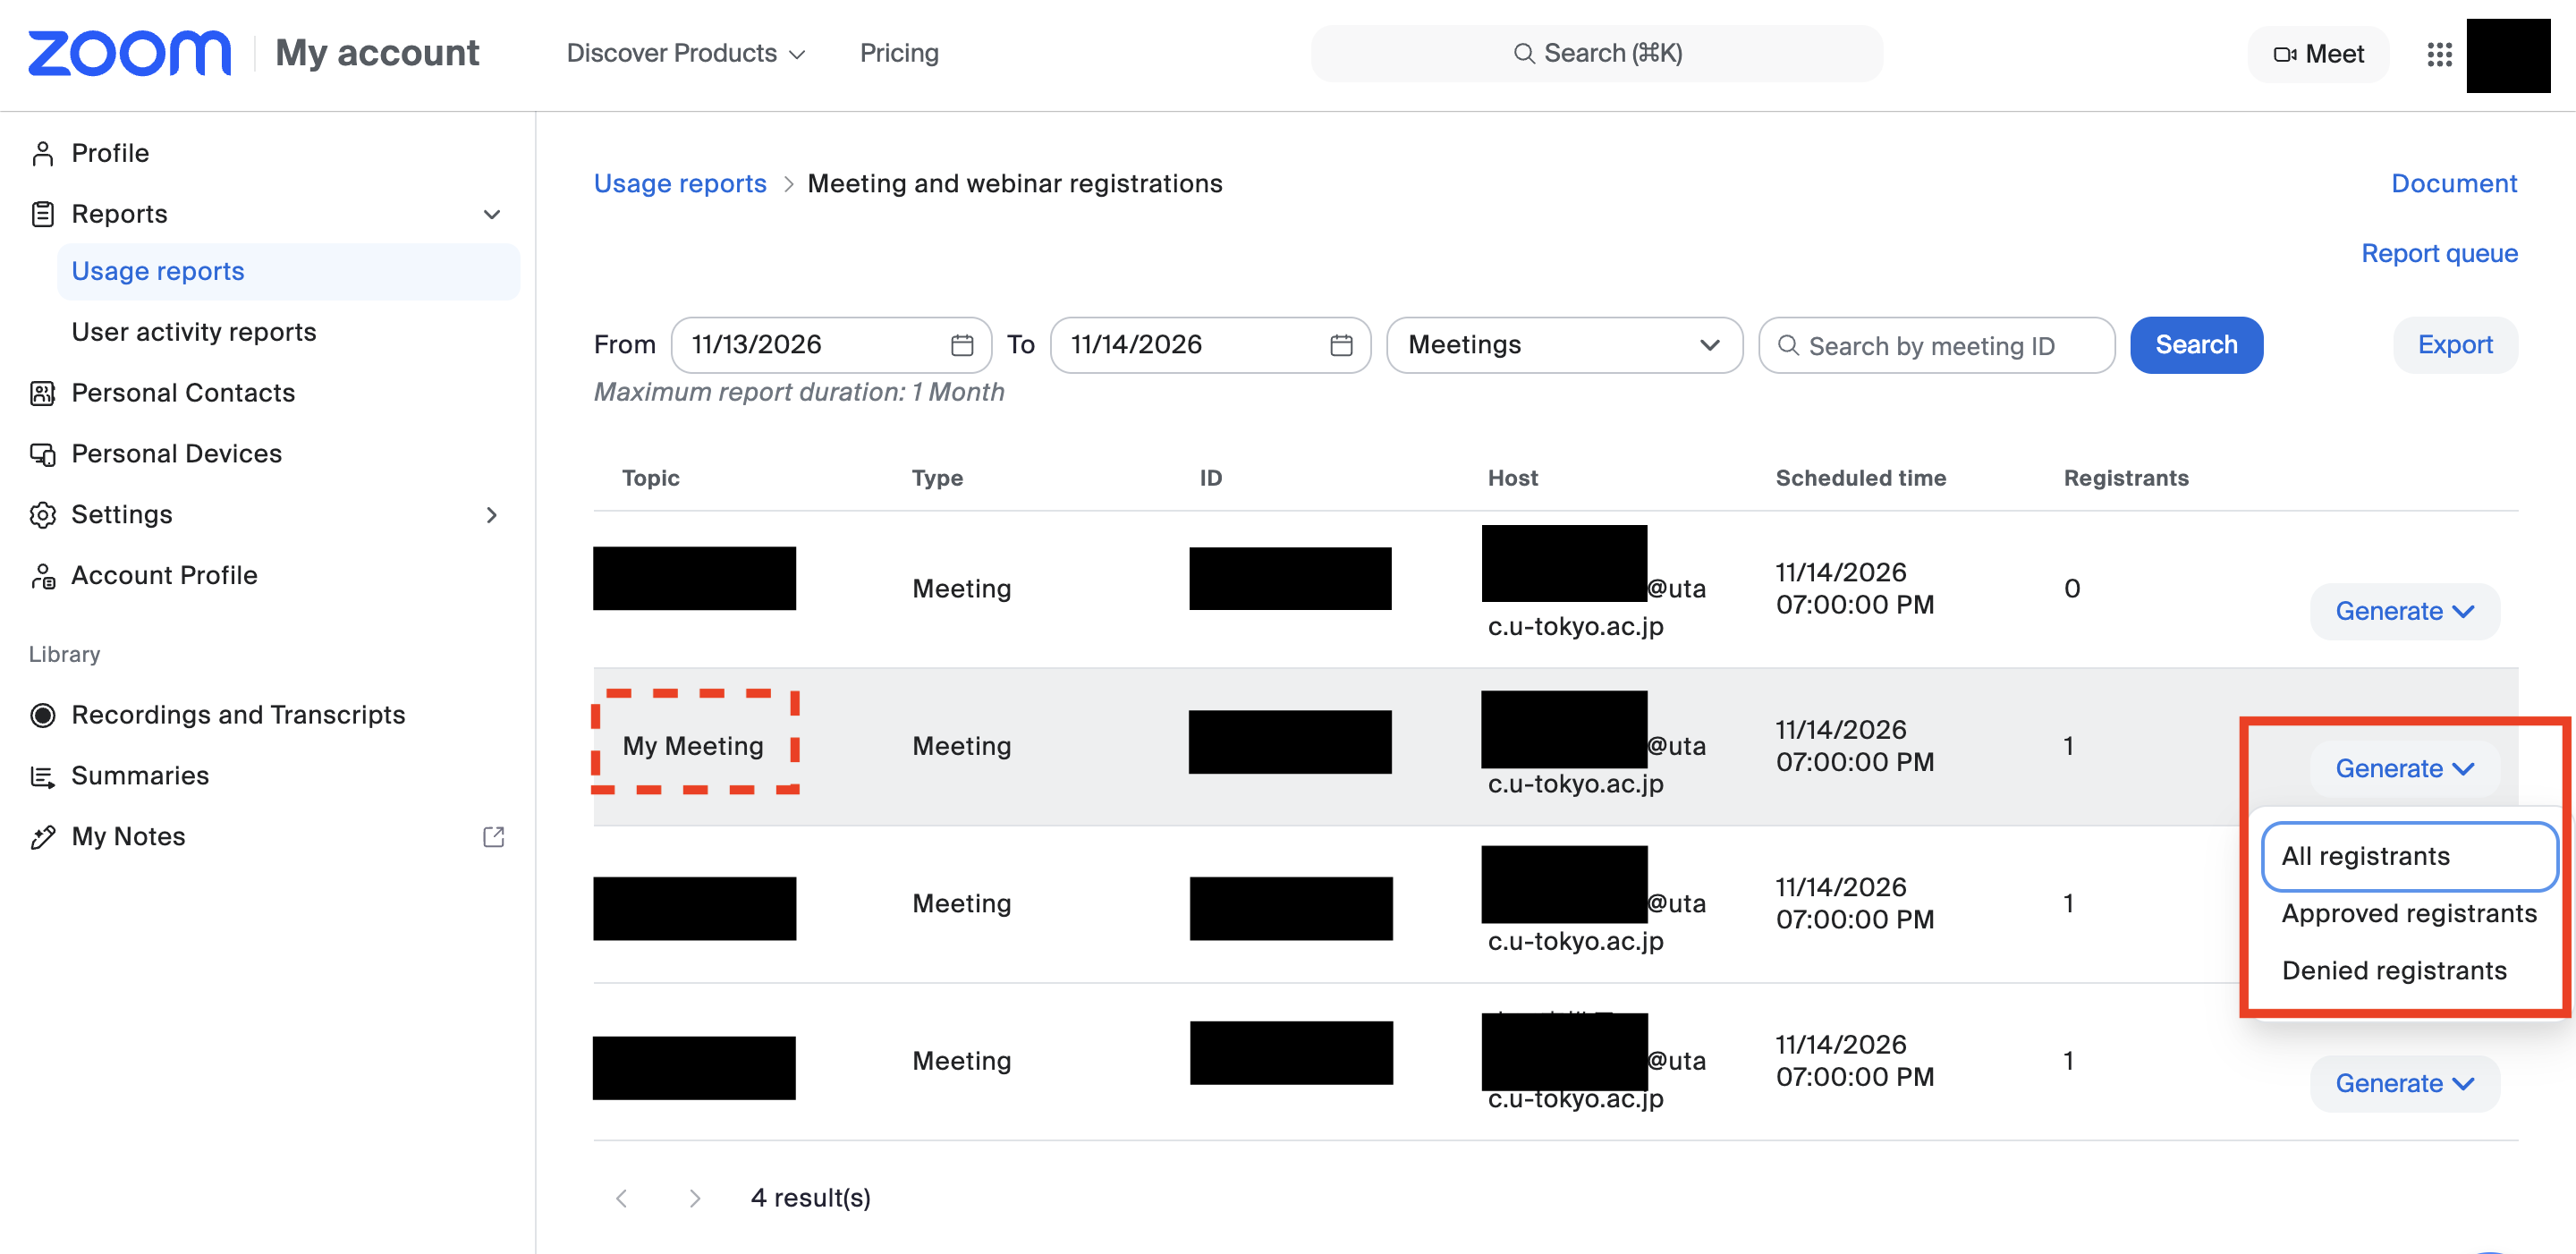 zoom My account Discover Products Pricing Search (⌘K) Meet
Profile
Reports
Usage reports
User activity reports
Personal Contacts
Personal Devices
Settings
Account Profile
Library
Recordings and Transcripts
Summaries
My Notes
Usage reports > Meeting and webinar registrations
Document
Report queue
From 11/13/2026 To 11/14/2026 Meetings Search by meeting ID Search Export
Maximum report duration: 1 Month
Topic Type ID Host Scheduled time Registrants
Meeting @uta 11/14/2026 0
c.u-tokyo.ac.jp 07:00:00 PM
Generate
My Meeting Meeting @uta 11/14/2026 1
c.u-tokyo.ac.jp 07:00:00 PM
Generate
All registrants
Approved registrants
Denied registrants
Meeting @uta 11/14/2026 1
c.u-tokyo.ac.jp 07:00:00 PM
Meeting @uta 11/14/2026 1
c.u-tokyo.ac.jp 07:00:00 PM
Generate
4 result(s)